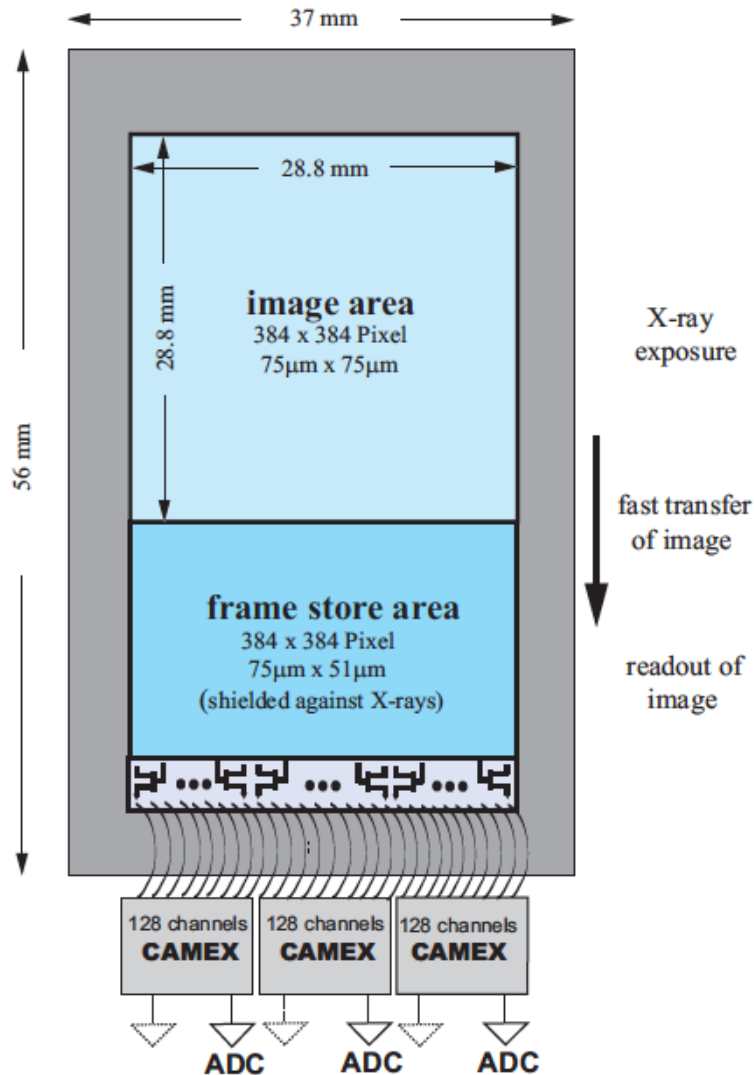 37 mm
28.8 mm
28.8 mm
56 mm
image area
384 x 384 Pixel
75μm x 75μm
X-ray
exposure
fast transfer
of image
frame store area
384 x 384 Pixel
75μm x 51μm
(shielded against X-rays)
readout of
image
128 channels
CAMEX
128 channels
CAMEX
128 channels
CAMEX
ADC
ADC
ADC